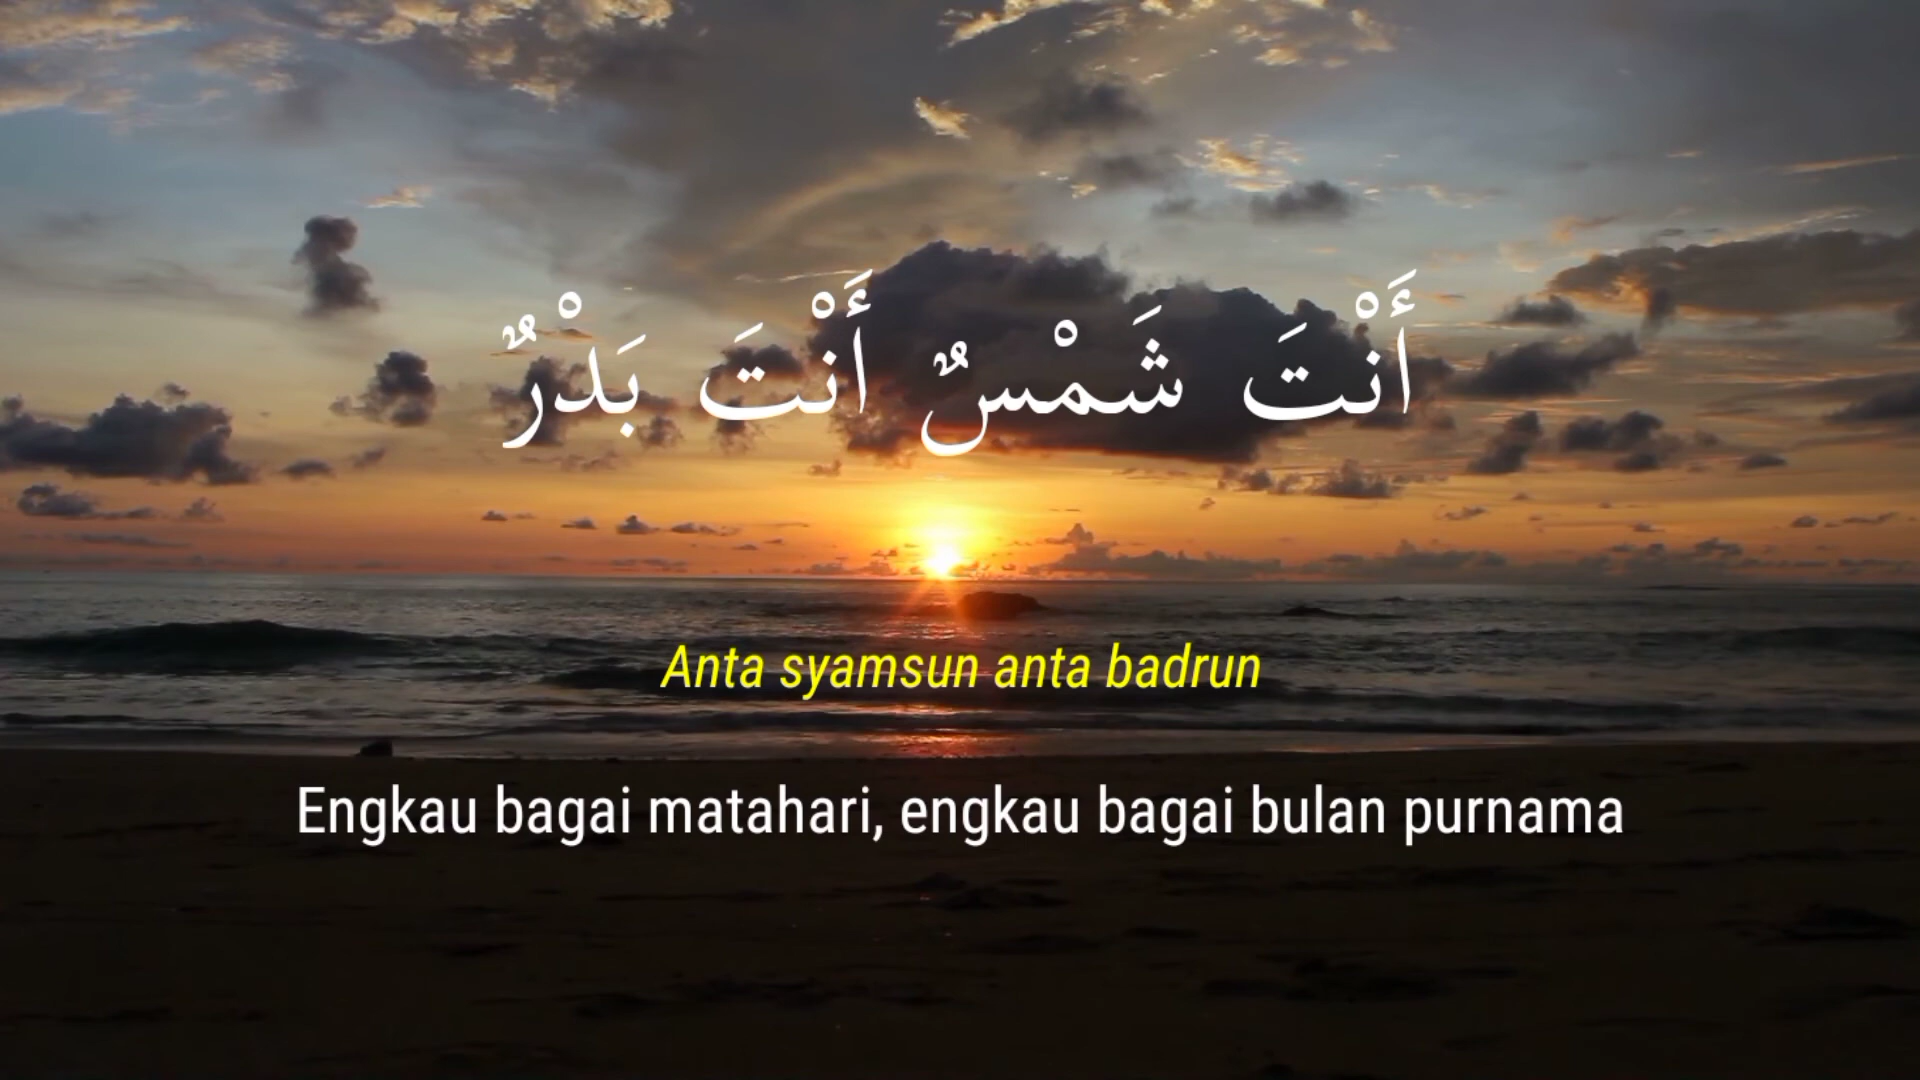 أَنْتَ شَمْسٌ أَنْتَ بَدْرٌ
Anta syamsun anta badrun
Engkau bagai matahari, engkau bagai bulan purnama